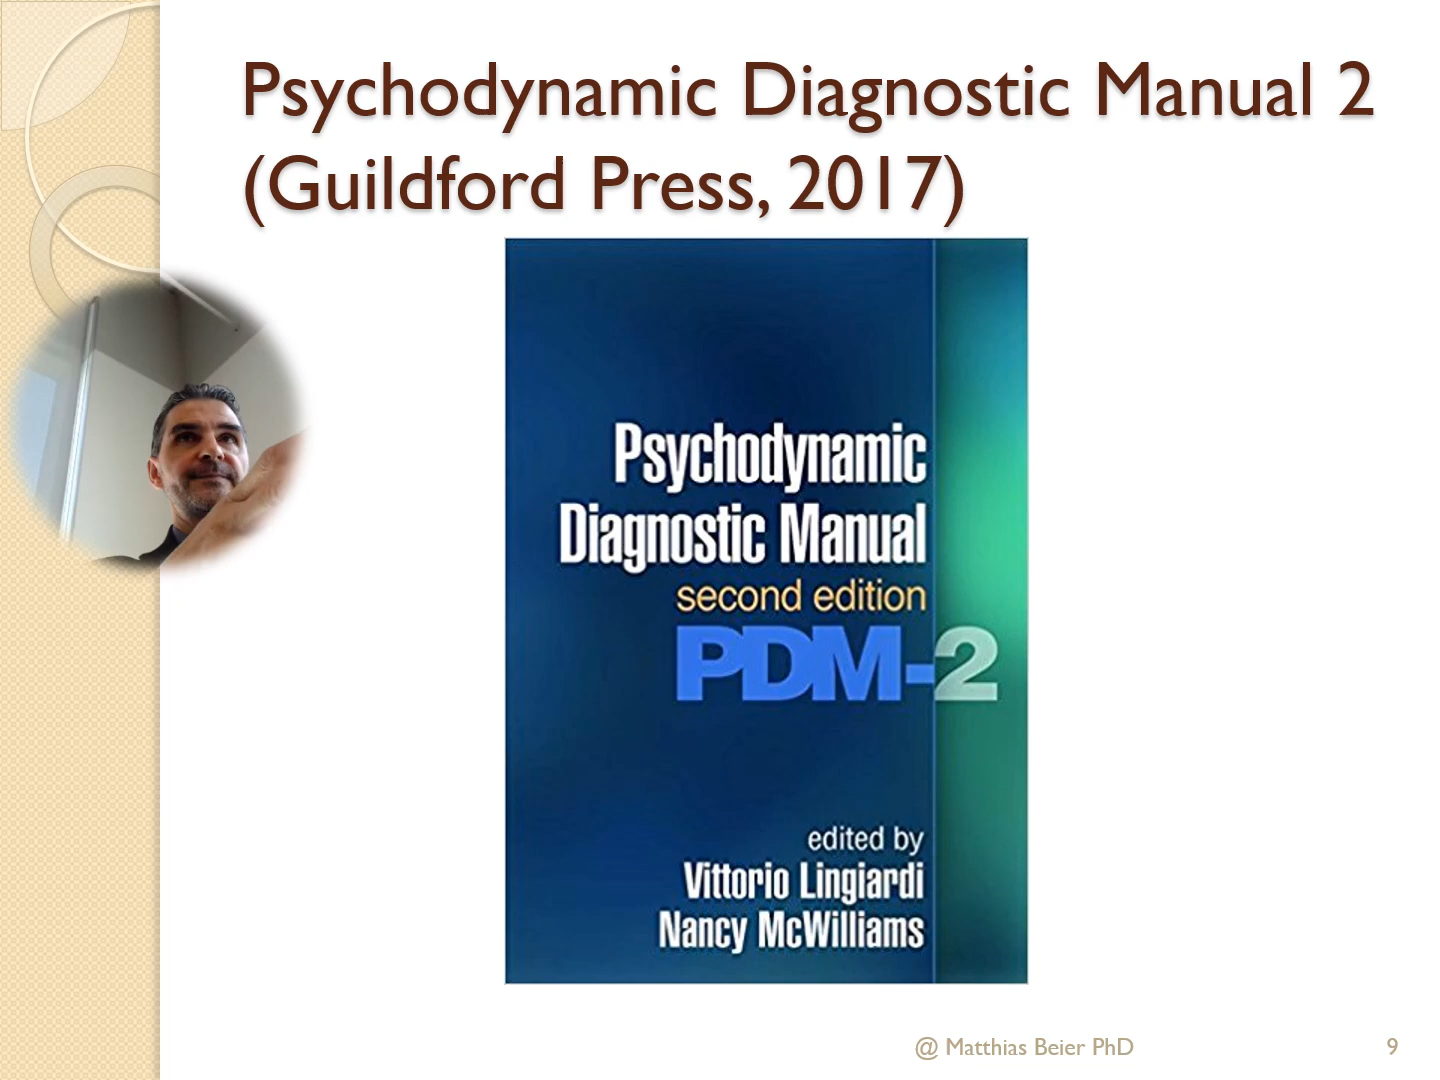 Psychodynamic Diagnostic Manual 2
(Guildford Press, 2017)
Psychodynamic
Diagnostic Manual
second edition
PDM-2
edited by
Vittorio Lingiardi
Nancy McWilliams
@ Matthias Beier PhD
9